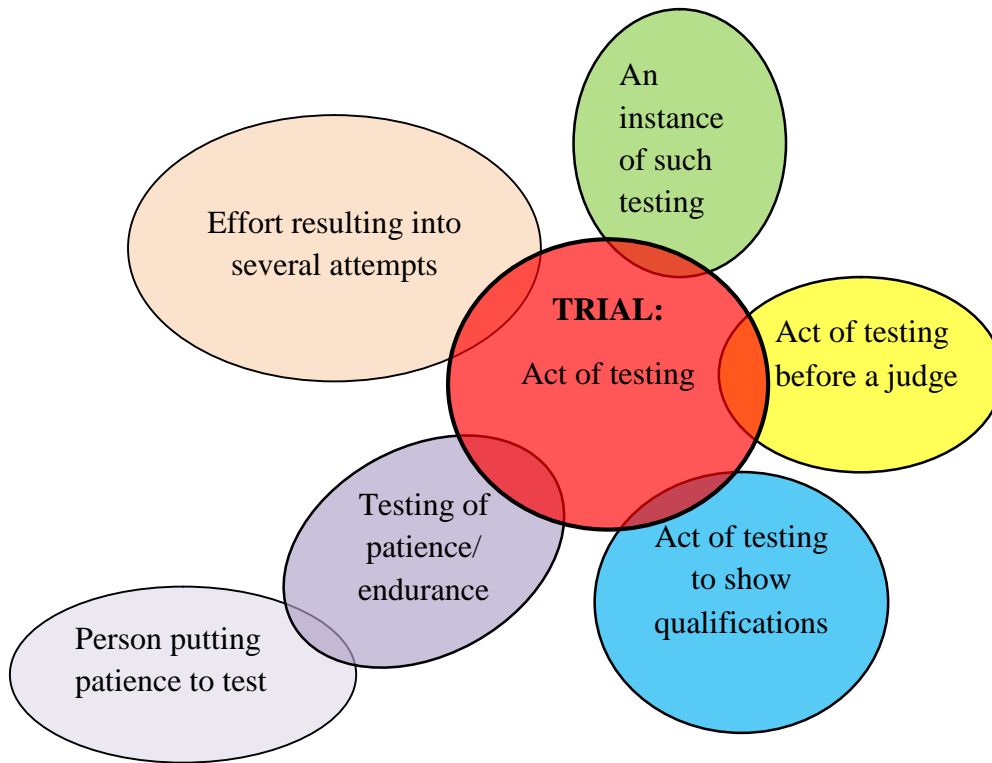 An
instance
of such
testing
Effort resulting into
several attempts
TRIAL:
Act of testing
Act of testing
before a judge
Testing of
patience/
endurance
Act of testing
to show
qualifications
Person putting
patience to test